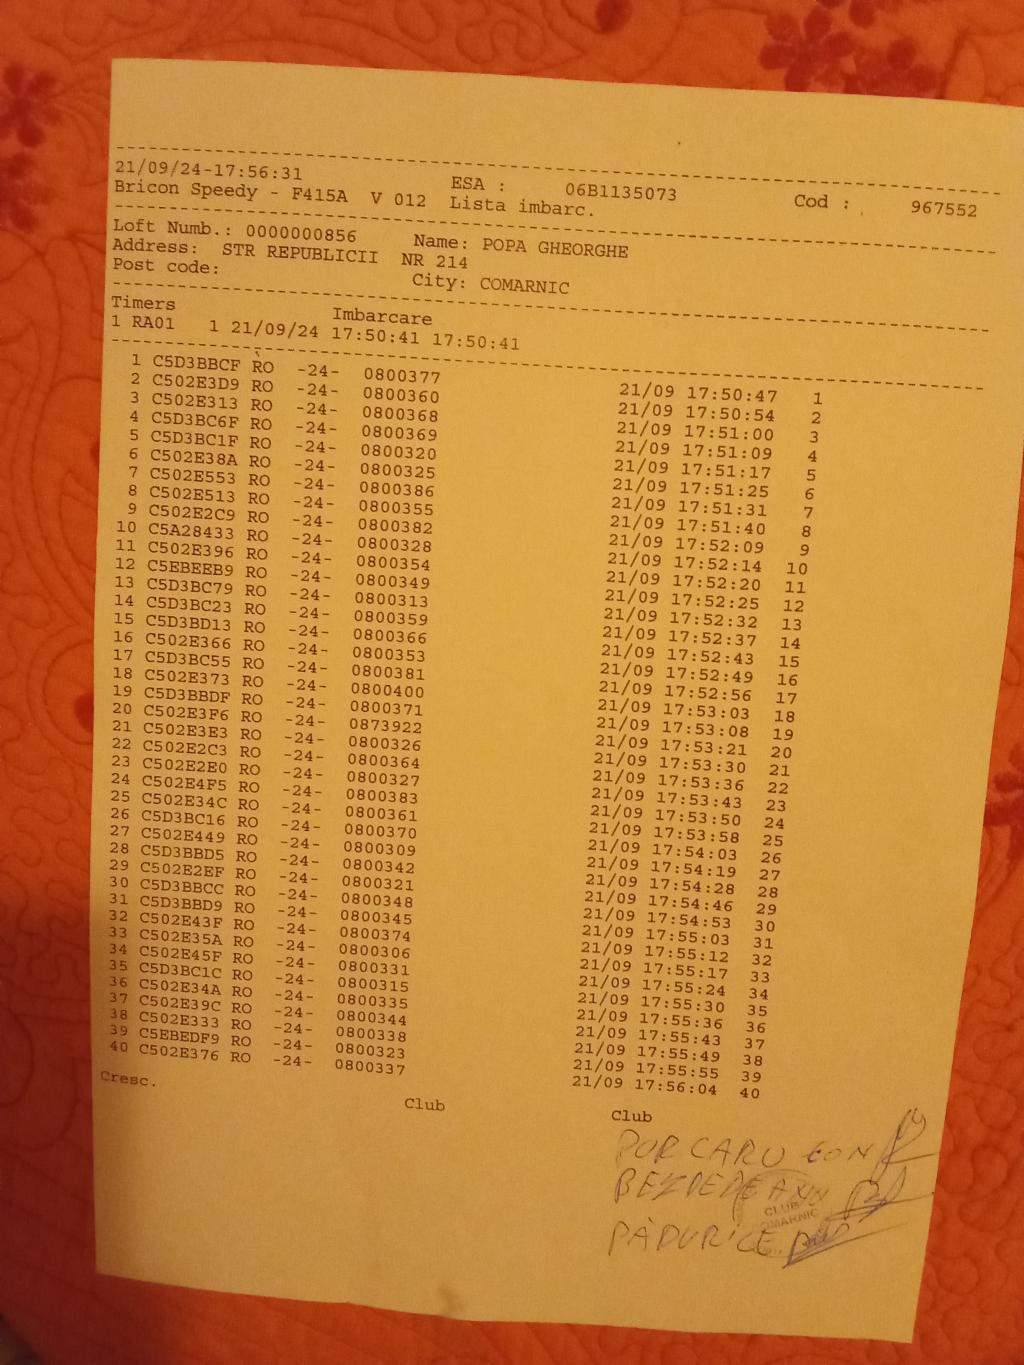 21/09/24-17:56:31 ESA : 06B1135073 Cod : 967552
Bricon Speedy - F415A V 012 Lista imbarc.
Loft Numb.: 0000000856 Name: POPA GHEORGHE
Address: STR REPUBLICII NR 214
Post code: City: COMARNIC
Timers Imbarcare
1 RA01 1 21/09/24 17:50:41 17:50:41
1 C5D3BBCF RO -24- 0800377 21/09 17:50:47 1
2 C502E3D9 RO -24- 0800360 21/09 17:50:54 2
3 C502E313 RO -24- 0800368 21/09 17:51:00 3
4 C5D3BC6F RO -24- 0800369 21/09 17:51:09 4
5 C5D3BC1F RO -24- 0800320 21/09 17:51:17 5
6 C502E38A RO -24- 0800325 21/09 17:51:25 6
7 C502E553 RO -24- 0800386 21/09 17:51:31 7
8 C502E513 RO -24- 0800355 21/09 17:51:40 8
9 C502E2C9 RO -24- 0800382 21/09 17:52:09 9
10 C5A28433 RO -24- 0800328 21/09 17:52:14 10
11 C502E396 RO -24- 0800354 21/09 17:52:20 11
12 C5EBEEB9 RO -24- 0800349 21/09 17:52:25 12
13 C5D3BC79 RO -24- 0800313 21/09 17:52:32 13
14 C5D3BC23 RO -24- 0800359 21/09 17:52:37 14
15 C5D3BD13 RO -24- 0800366 21/09 17:52:43 15
16 C502E366 RO -24- 0800353 21/09 17:52:49 16
17 C5D3BC55 RO -24- 0800381 21/09 17:52:56 17
18 C502E373 RO -24- 0800400 21/09 17:53:03 18
19 C5D3BBDF RO -24- 0800371 21/09 17:53:08 19
20 C502E3F6 RO -24- 0873922 21/09 17:53:21 20
21 C502E3E3 RO -24- 0800326 21/09 17:53:30 21
22 C502E2C3 RO -24- 0800364 21/09 17:53:36 22
23 C502E2E0 RO -24- 0800327 21/09 17:53:43 23
24 C502E4F5 RO -24- 0800383 21/09 17:53:50 24
25 C502E34C RO -24- 0800361 21/09 17:53:58 25
26 C5D3BC16 RO -24- 0800370 21/09 17:54:03 26
27 C502E449 RO -24- 0800309 21/09 17:54:19 27
28 C5D3BBD5 RO -24- 0800342 21/09 17:54:28 28
29 C502E2EF RO -24- 0800321 21/09 17:54:46 29
30 C5D3BBCC RO -24- 0800348 21/09 17:54:53 30
31 C5D3BBD9 RO -24- 0800345 21/09 17:55:03 31
32 C502E43F RO -24- 0800374 21/09 17:55:12 32
33 C502E35A RO -24- 0800306 21/09 17:55:17 33
34 C502E45F RO -24- 0800331 21/09 17:55:24 34
35 C5D3BC1C RO -24- 0800315 21/09 17:55:30 35
36 C502E34A RO -24- 0800335 21/09 17:55:36 36
37 C502E39C RO -24- 0800344 21/09 17:55:43 37
38 C502E333 RO -24- 0800338 21/09 17:55:49 38
39 C5EBEDF9 RO -24- 0800323 21/09 17:55:55 39
40 C502E376 RO -24- 0800337 21/09 17:56:04 40
Cresc.
Club Club
PORCARU ION
CLUB
COMARNIC
PĂDURICE